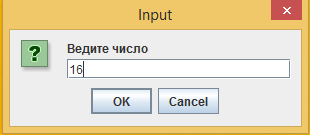 Input
Ведите число
16
OK
Cancel